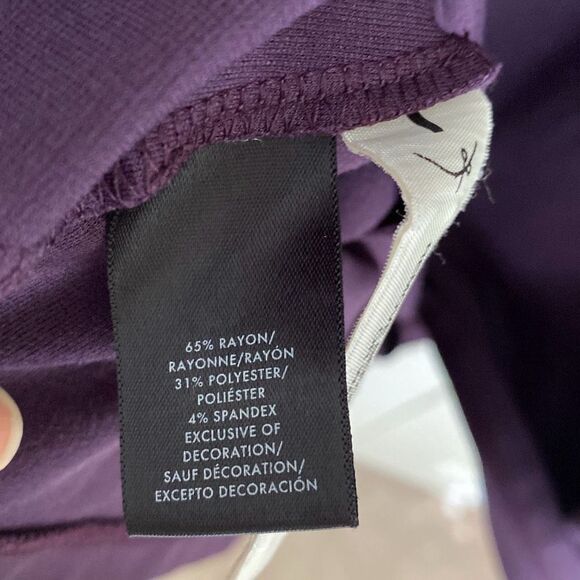 65% RAYON/
RAYONNE/RAYÓN
31% POLYESTER/
POLIÉSTER
4% SPANDEX
EXCLUSIVE OF
DECORATION/
SAUF DÉCORATION/
EXCEPTO DECORACIÓN